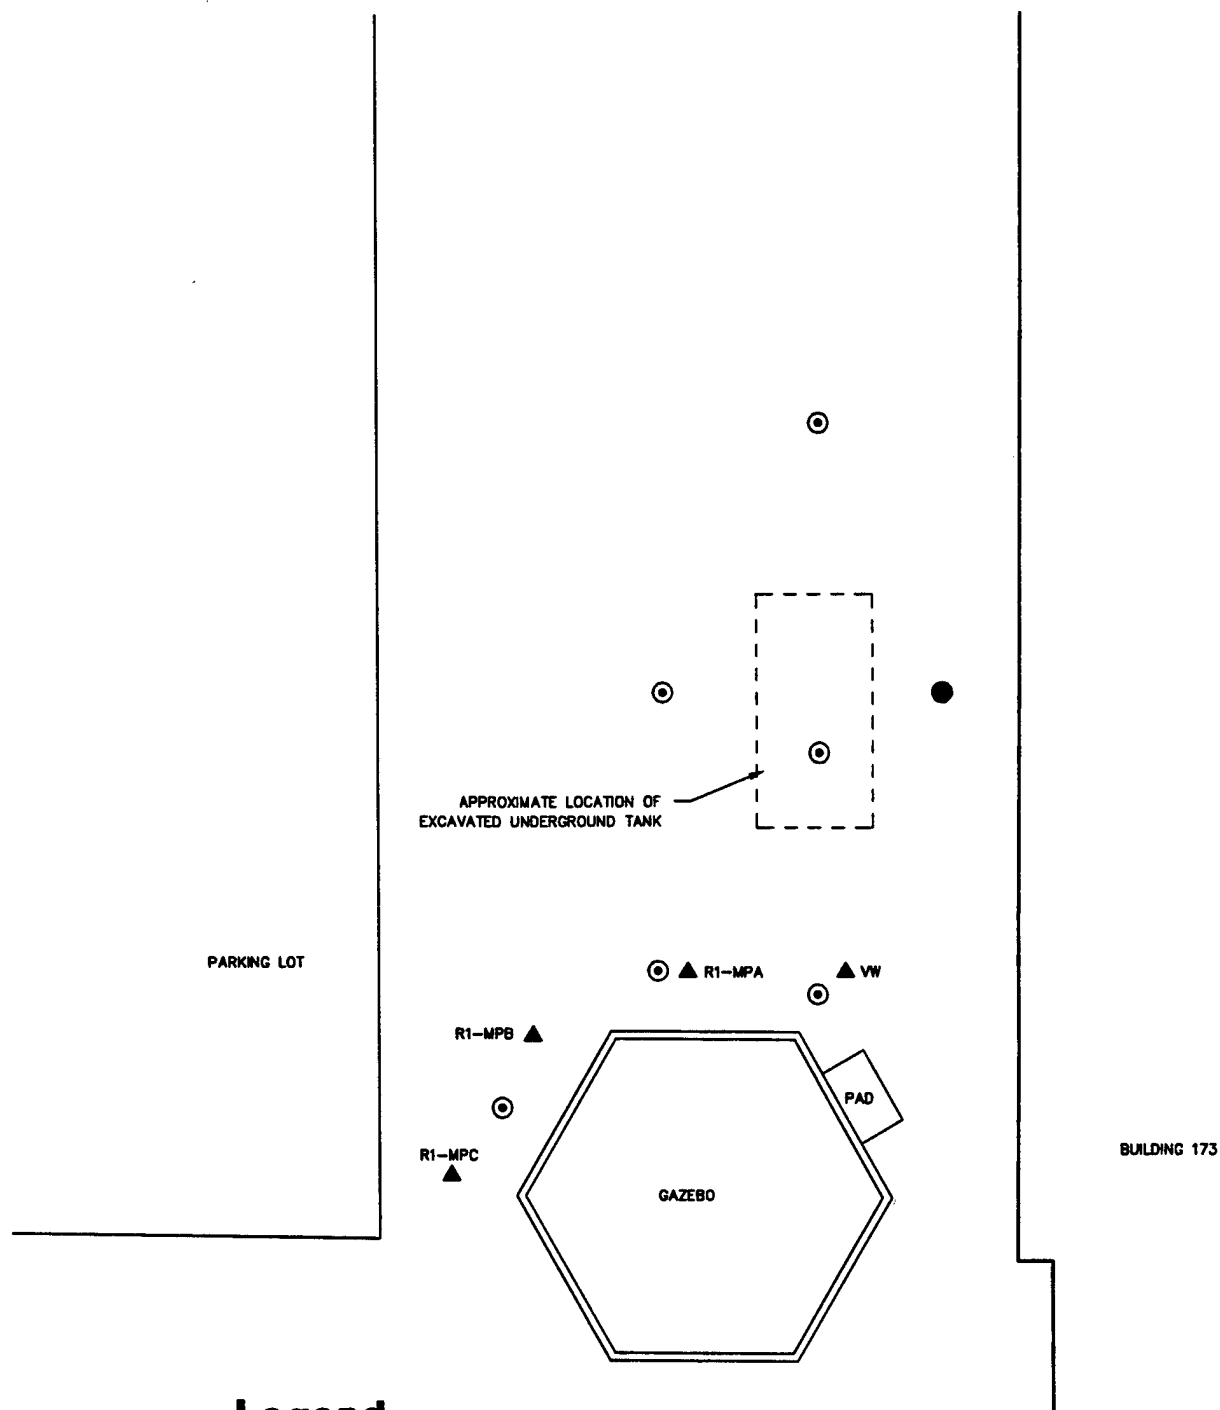 APPROXIMATE LOCATION OF
EXCAVATED UNDERGROUND TANK
PARKING LOT
R1-MPA
VW
R1-MPB
PAD
R1-MPC
BUILDING 173
GAZEBO
Legend